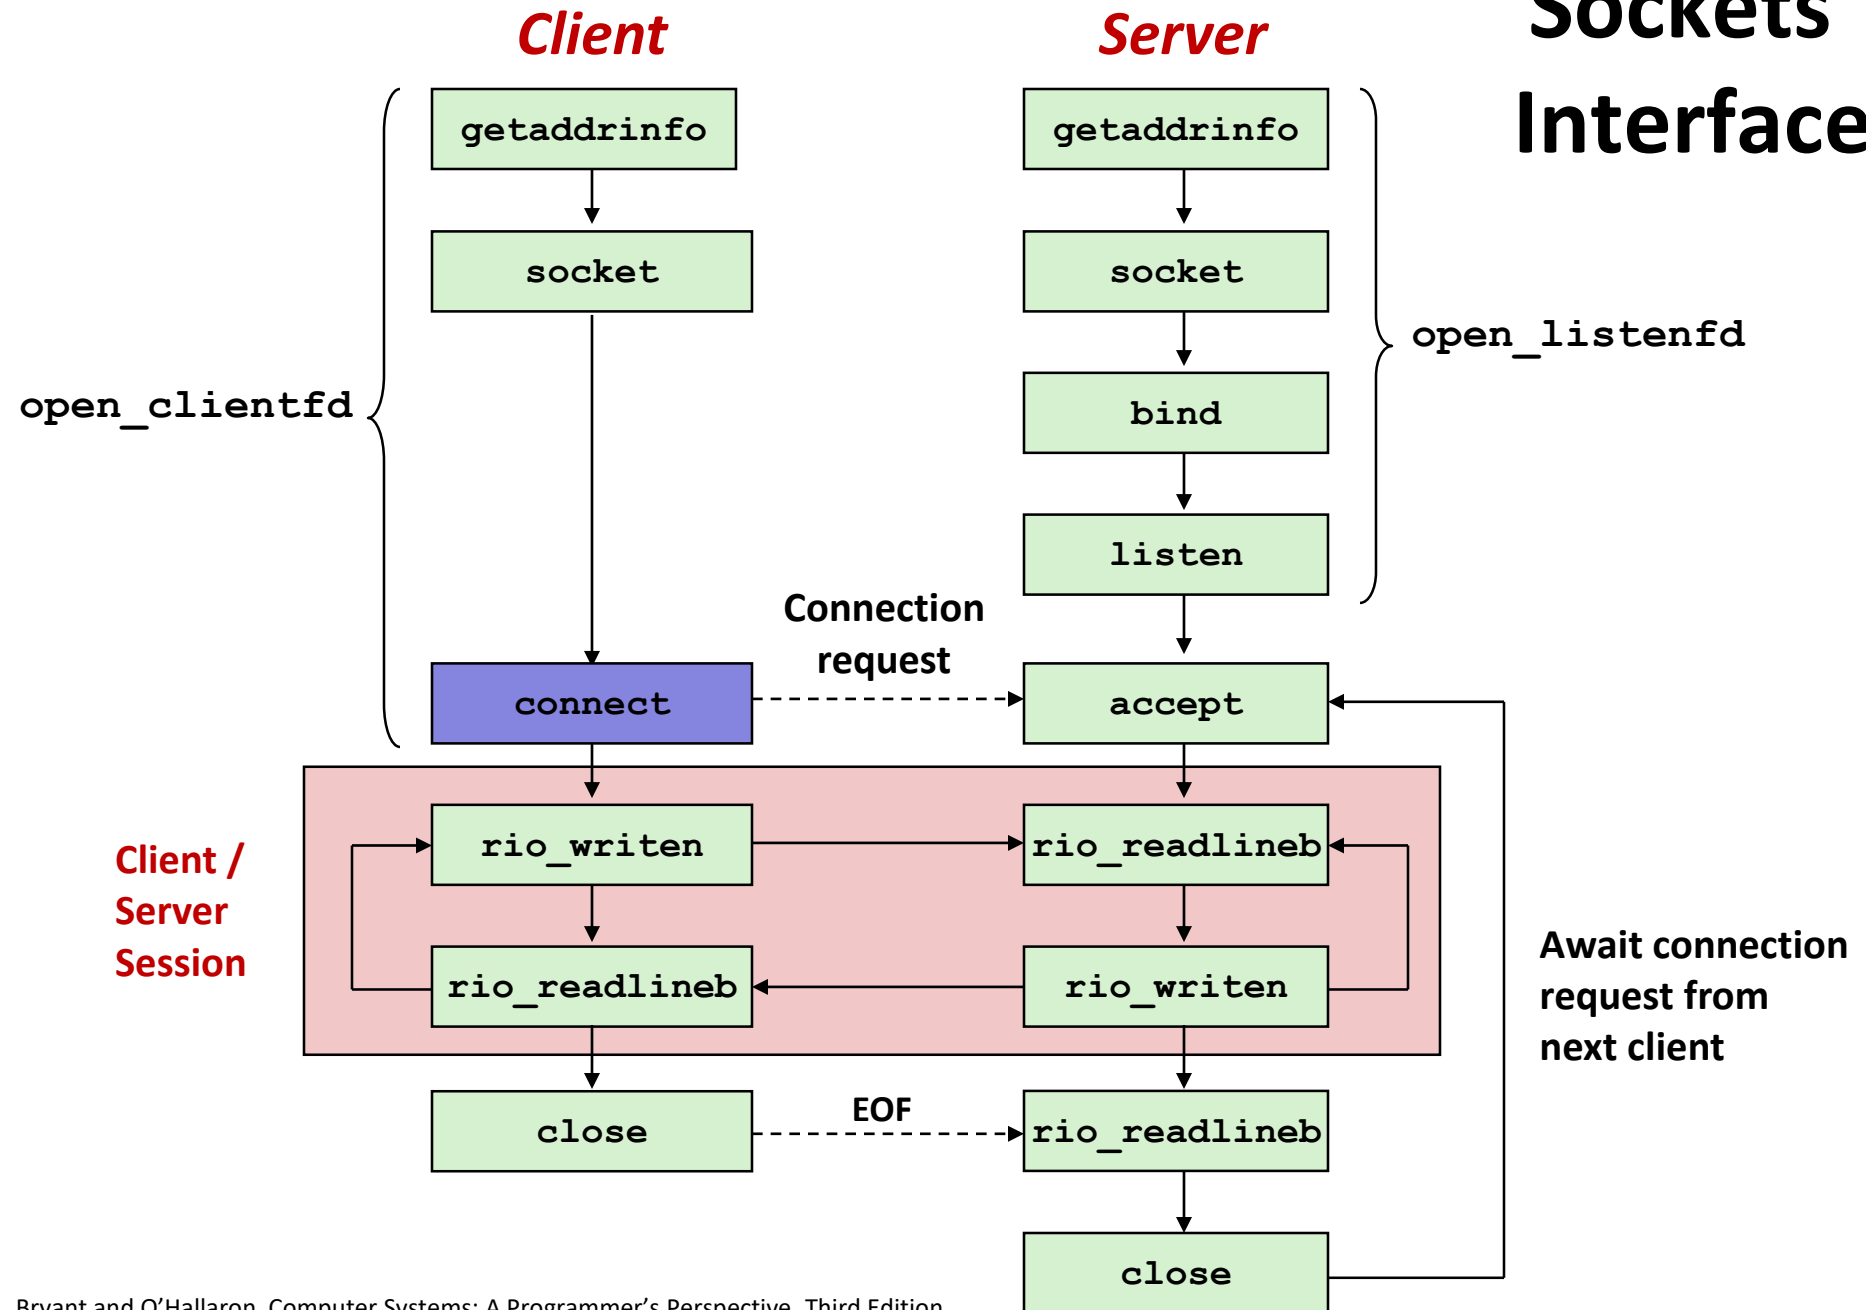 Sockets
Interface
Client
Server
getaddrinfo
getaddrinfo
socket
socket
open_listenfd
open_clientfd
bind
listen
Connection
request
connect
accept
Client /
Server
Session
rio_writen
rio_readlineb
rio_readlineb
rio_writen
Await connection
request from
next client
close
EOF
rio_readlineb
close
Bryant and O'Hallaron, Computer Systems: A Programmer's Perspective, Third Edition